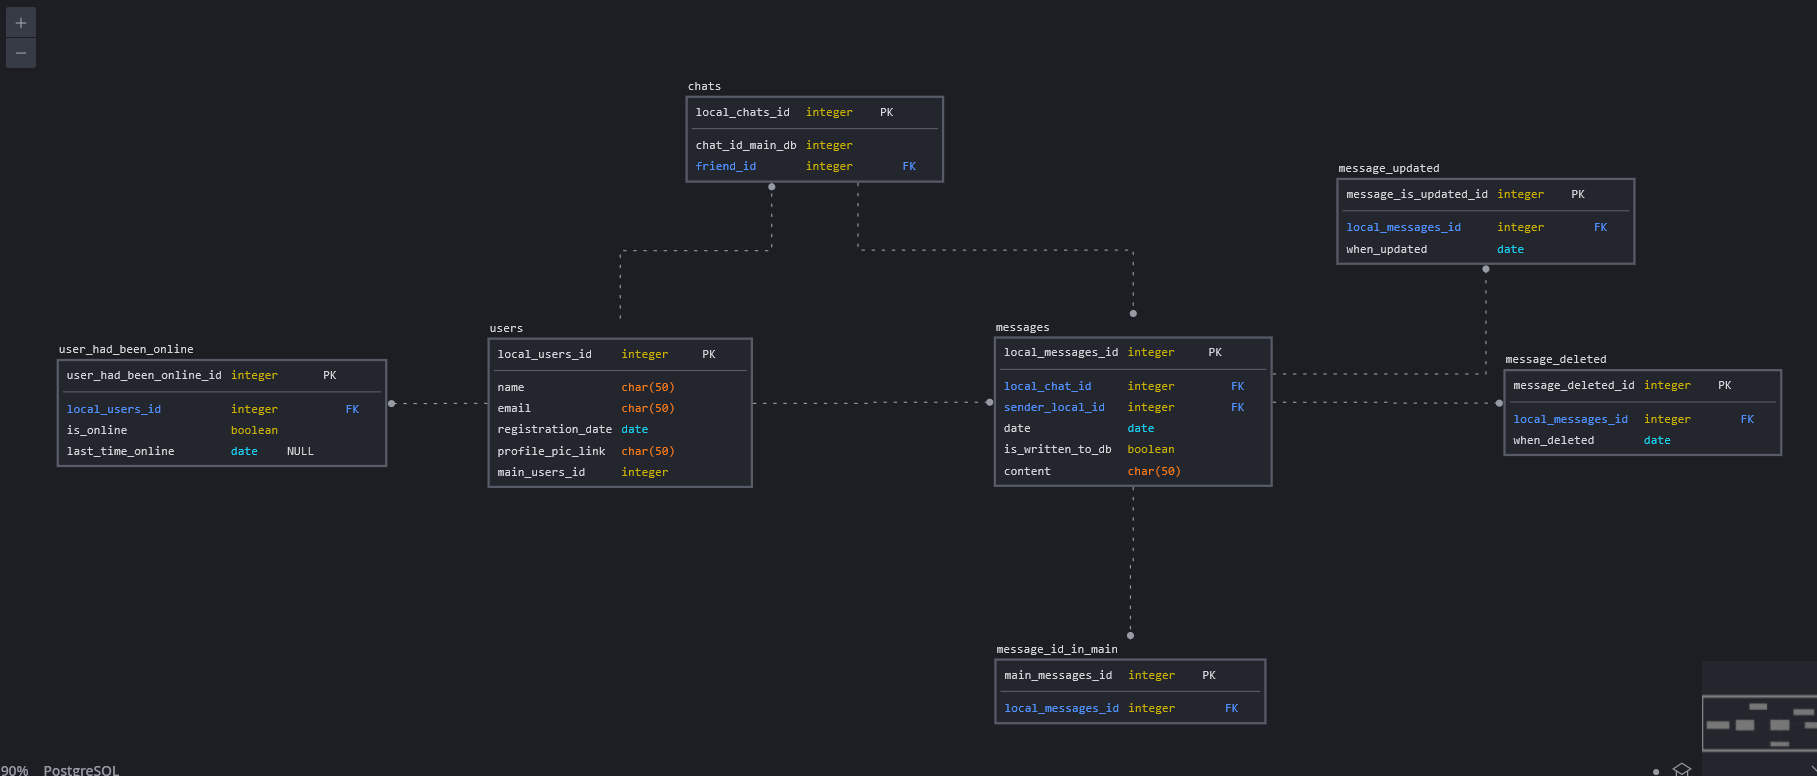 +
−
chats
local_chats_id integer PK
chat_id_main_db integer
friend_id integer FK
message_updated
message_is_updated_id integer PK
local_messages_id integer FK
when_updated date
user_had_been_online
user_had_been_online_id integer PK
local_users_id integer FK
is_online boolean
last_time_online date NULL
users
local_users_id integer PK
name char(50)
email char(50)
registration_date date
profile_pic_link char(50)
main_users_id integer
messages
local_messages_id integer PK
local_chat_id integer FK
sender_local_id integer FK
date date
is_written_to_db boolean
content char(50)
message_deleted
message_deleted_id integer PK
local_messages_id integer FK
when_deleted date
message_id_in_main
main_messages_id integer PK
local_messages_id integer FK
90% PostgreSQL